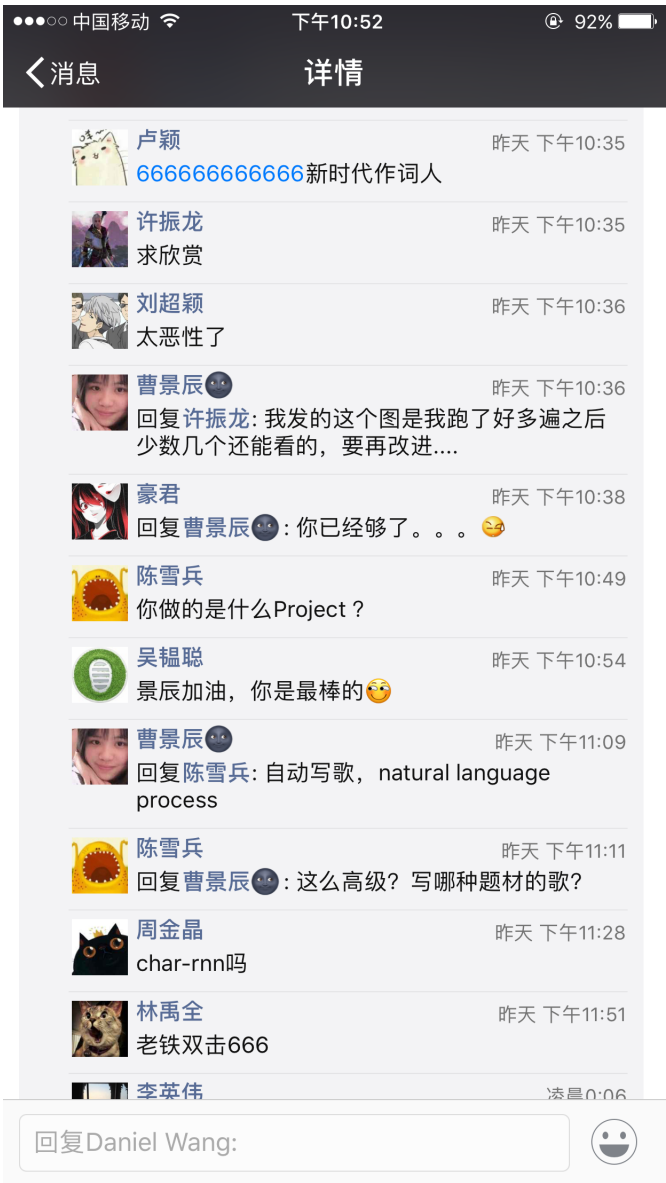 中国移动 下午10:52 92%
消息 详情
卢颖 昨天 下午10:35
666666666666新时代作词人
许振龙 昨天 下午10:35
求欣赏
刘超颖 昨天 下午10:36
太恶性了
曹景辰🌚 昨天 下午10:36
回复许振龙: 我发的这个图是我跑了好多遍之后
少数几个还能看的，要再改进....
豪君 昨天 下午10:38
回复曹景辰🌚: 你已经够了。。。
陈雪兵 昨天 下午10:49
你做的是什么Project？
吴韫聪 昨天 下午10:54
景辰加油，你是最棒的
曹景辰🌚 昨天 下午11:09
回复陈雪兵: 自动写歌，natural language
process
陈雪兵 昨天 下午11:11
回复曹景辰🌚: 这么高级？写哪种题材的歌?
周金晶 昨天 下午11:28
char-rnn吗
林禹全 昨天 下午11:51
老铁双击666
李英伟 凌晨0:06
回复Daniel Wang: